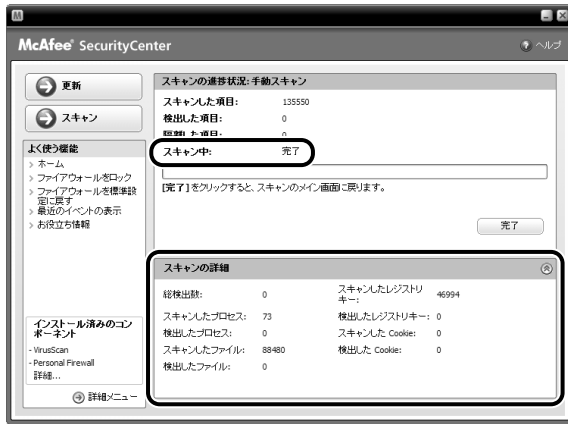 M
McAfee® SecurityCenter
? ヘルプ
更新
スキャン
よく使う機能
> ホーム
> ファイアウォールをロック
> ファイアウォールを標準設
定に戻す
> 最近のイベントの表示
> お役立ち情報
インストール済みのコン
ポーネント
- VirusScan
- Personal Firewall
詳細...
詳細メニュー
スキャンの進捗状況: 手動スキャン
スキャンした項目: 135550
検出した項目: 0
隔離した項目: 0
スキャン中: 完了
[完了] をクリックすると、スキャンのメイン画面に戻ります。
完了
スキャンの詳細
総検出数: 0
スキャンしたプロセス: 73
検出したプロセス: 0
スキャンしたファイル: 88480
検出したファイル: 0
スキャンしたレジストリ
キー: 46994
検出したレジストリキー: 0
スキャンした Cookie: 0
検出した Cookie: 0